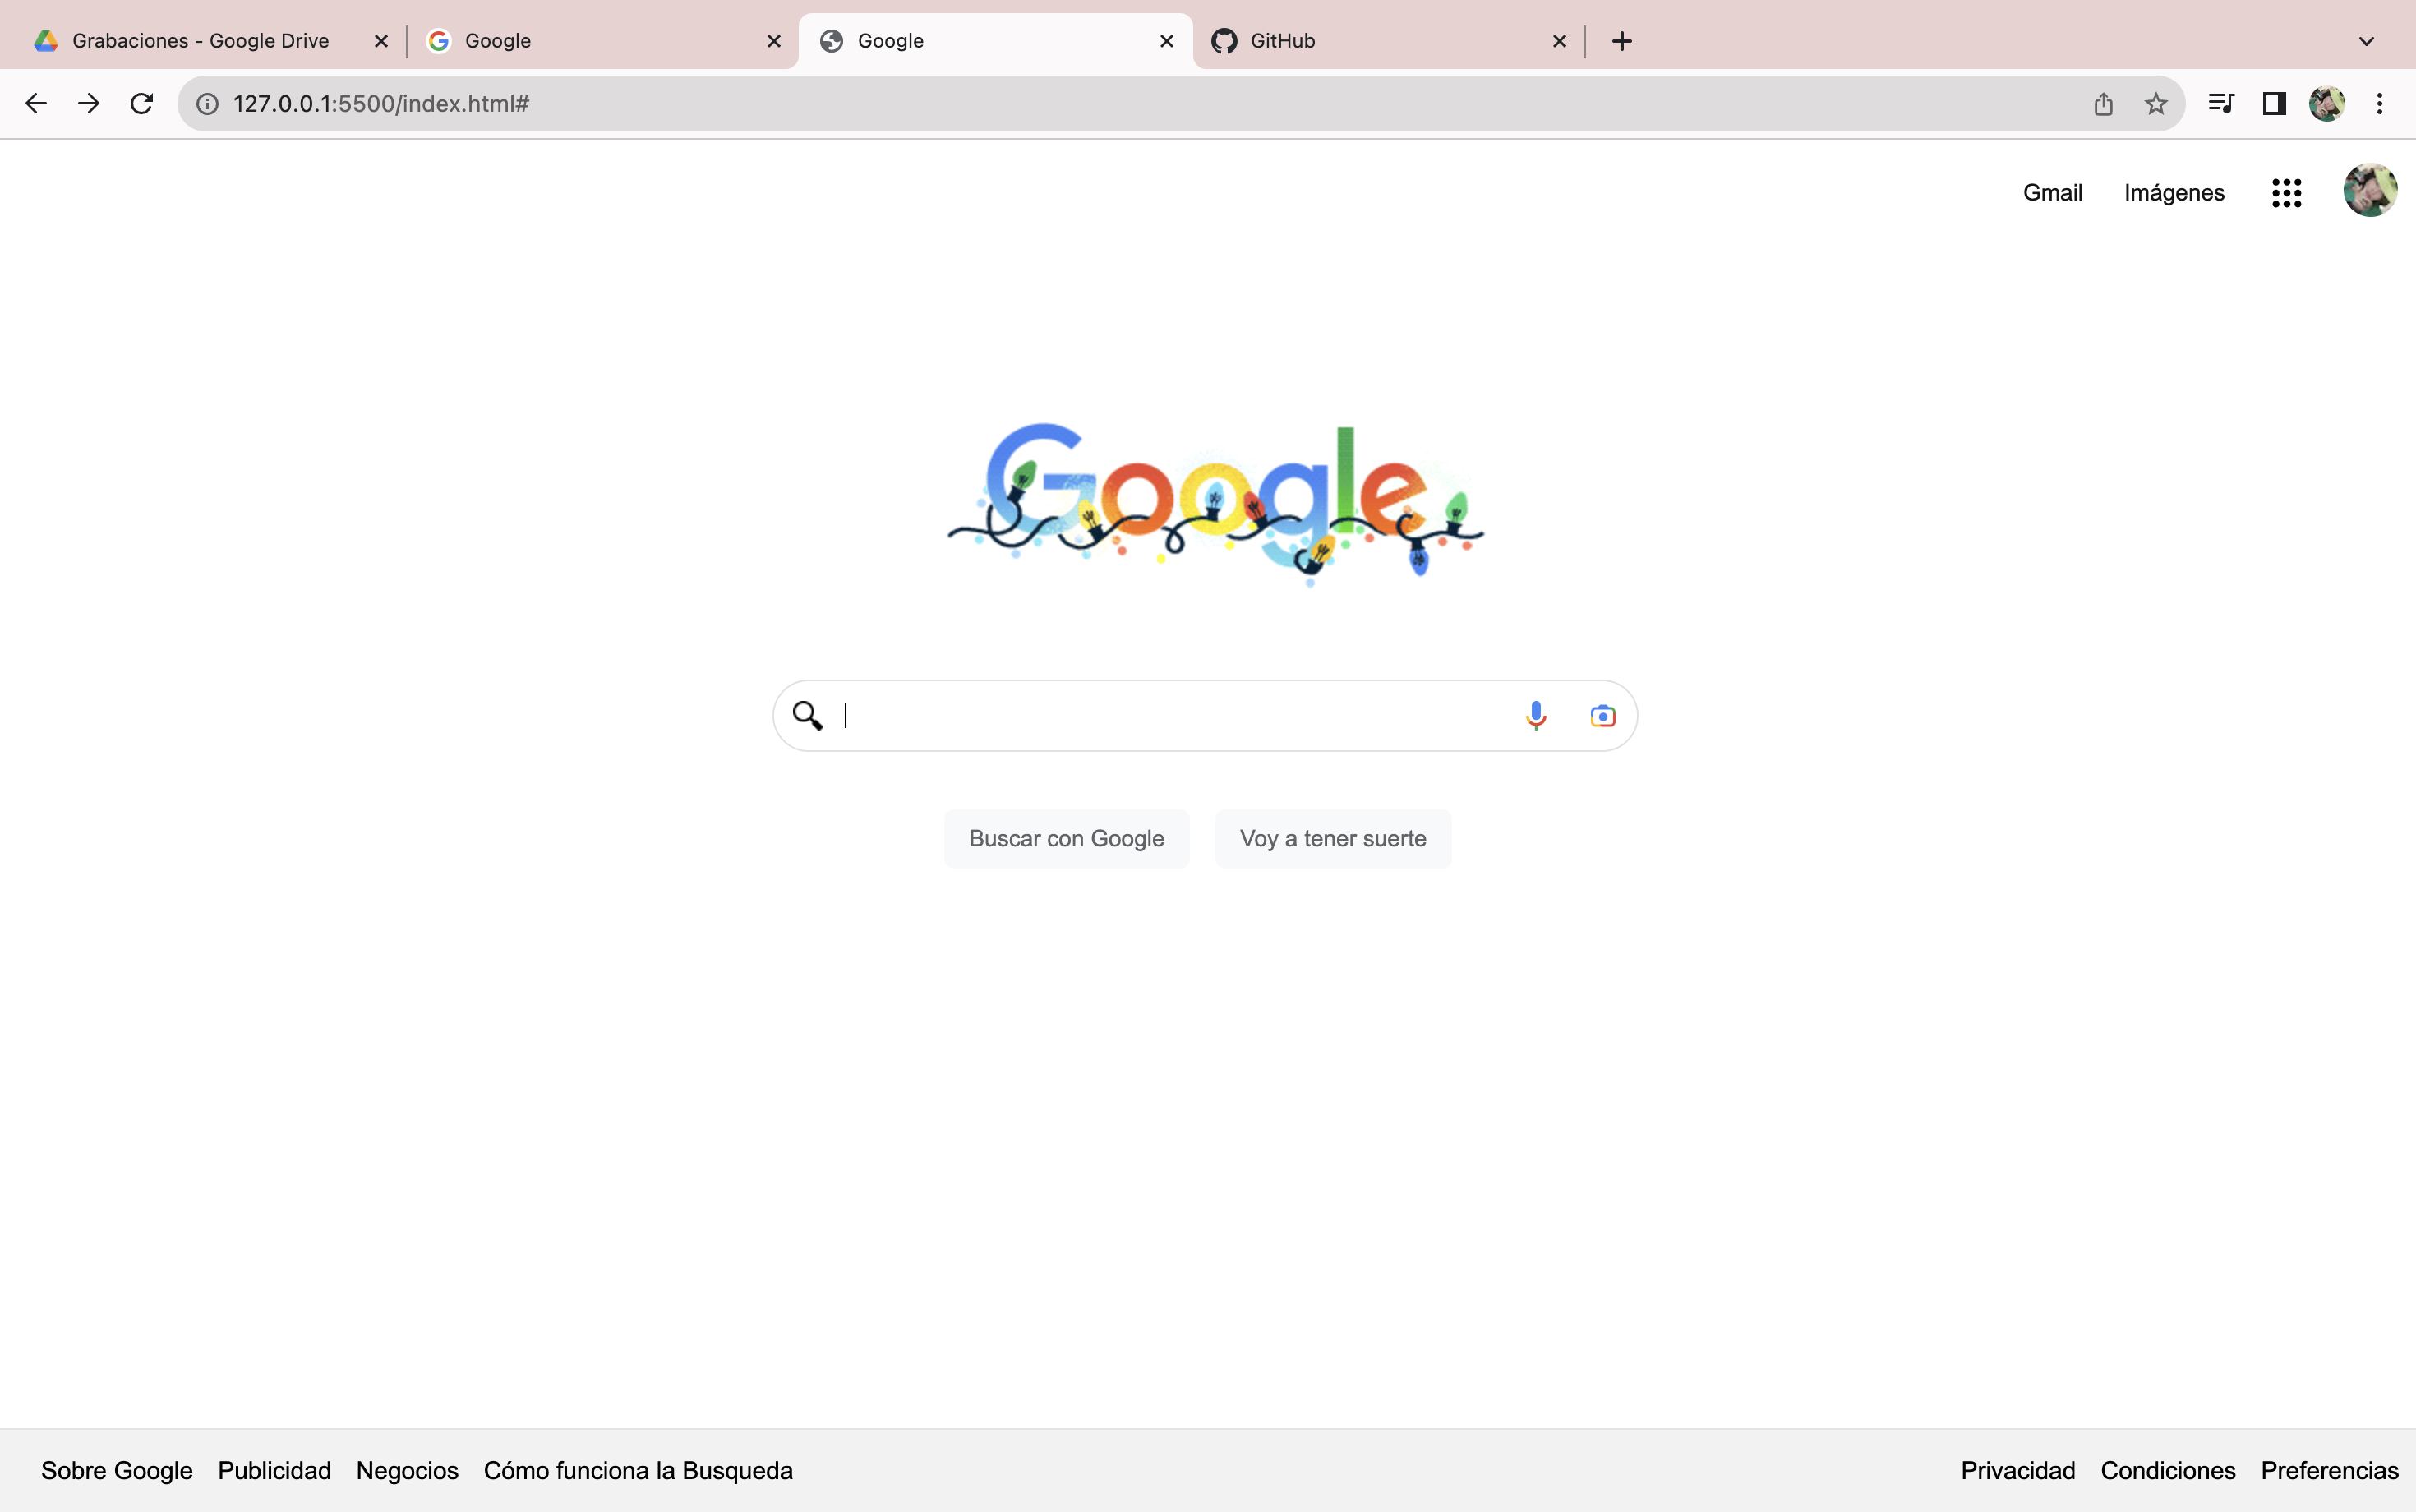 Grabaciones - Google Drive
Google
Google
GitHub
127.0.0.1:5500/index.html#
Gmail Imágenes
Google
Buscar con Google Voy a tener suerte
Sobre Google Publicidad Negocios Cómo funciona la Busqueda Privacidad Condiciones Preferencias